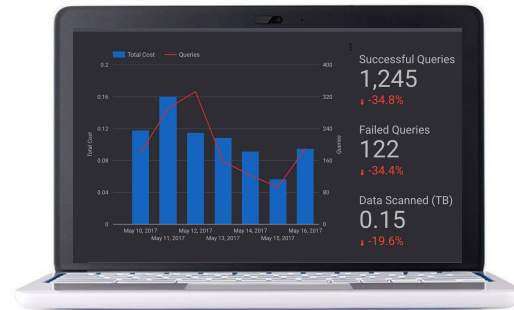 Total Cost
Queries
Successful Queries
1,245
-34.8%
Failed Queries
122
-34.4%
Data Scanned (TB)
0.15
-19.6%
0.2
0.16
0.12
0.08
0.04
0
Total Cost
400
320
240
160
80
0
Queries
May 10, 2017
May 11, 2017
May 12, 2017
May 13, 2017
May 14, 2017
May 15, 2017
May 16, 2017